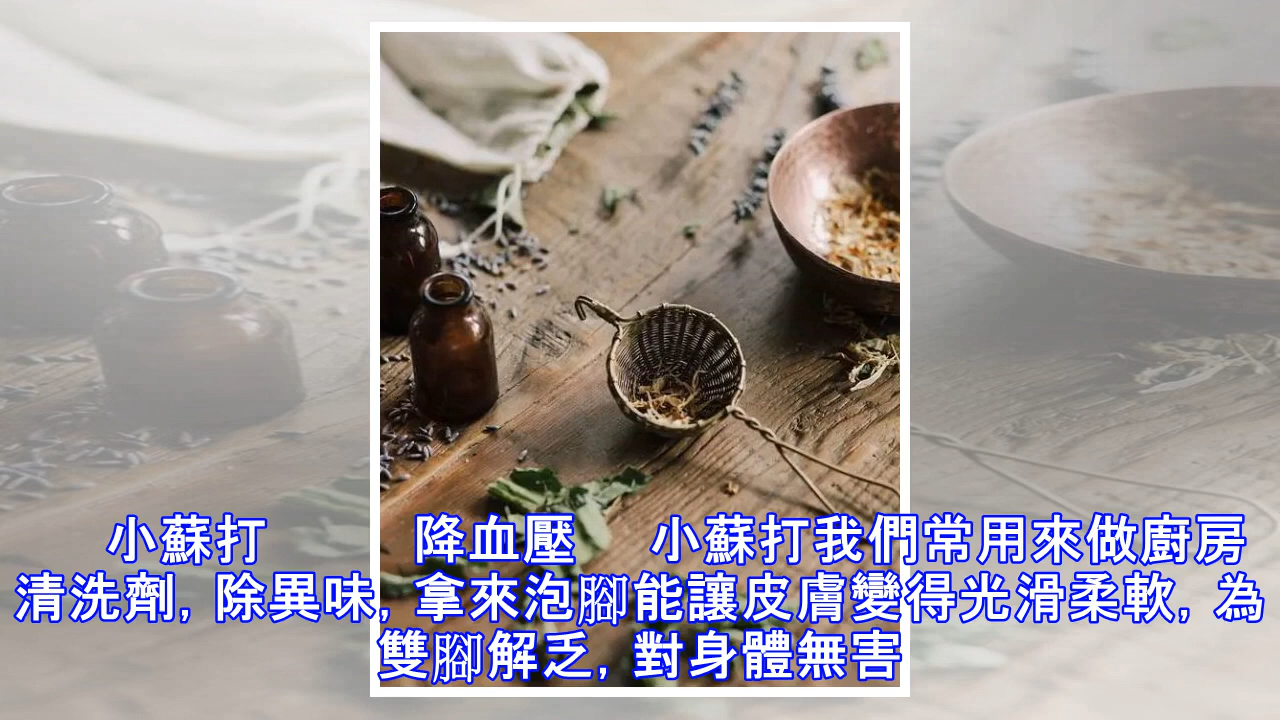 小蘇打 降血壓 小蘇打我們常用來做廚房
清洗劑, 除異味, 拿來泡腳能讓皮膚變得光滑柔軟, 為
雙腳解乏, 對身體無害